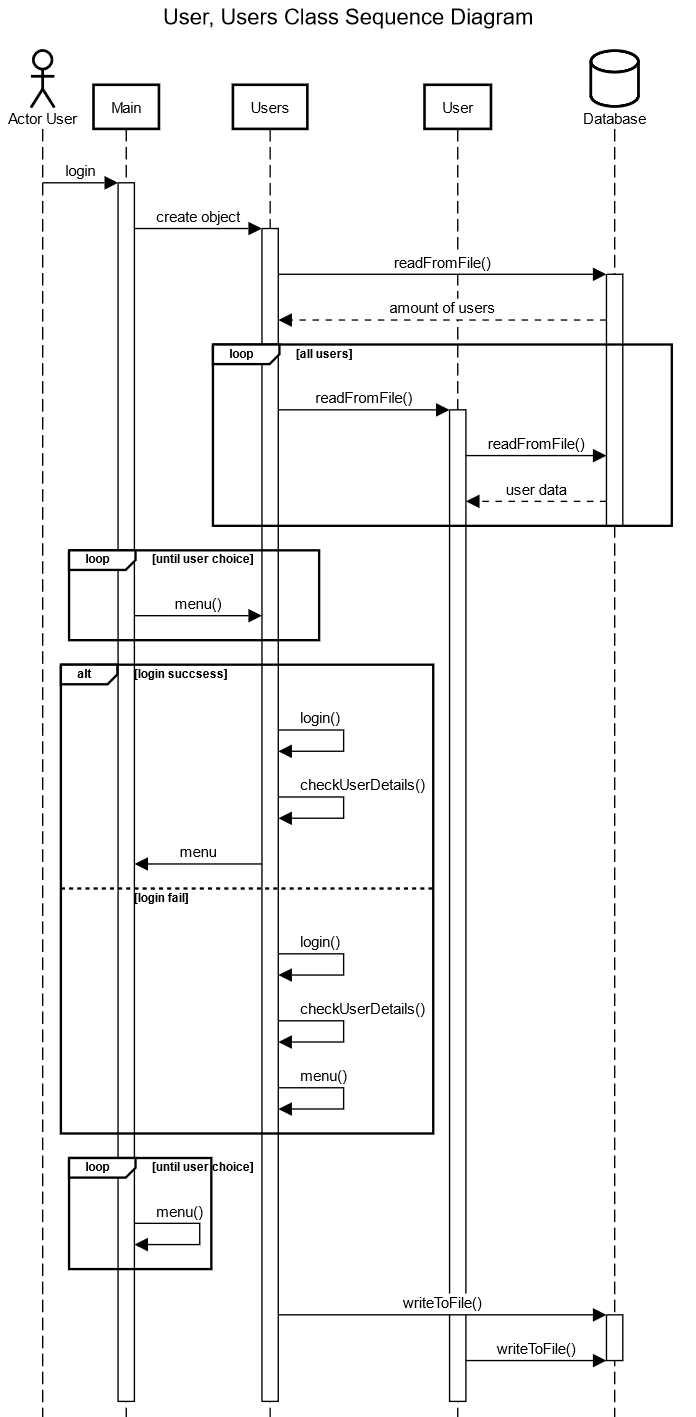 User, Users Class Sequence Diagram
Actor User
Main
Users
User
Database
login
create object
readFromFile()
amount of users
loop
[all users]
readFromFile()
readFromFile()
user data
loop
[until user choice]
menu()
alt
[login succsess]
login()
checkUserDetails()
menu
[login fail]
login()
checkUserDetails()
menu()
loop
[until user choice]
menu()
writeToFile()
writeToFile()